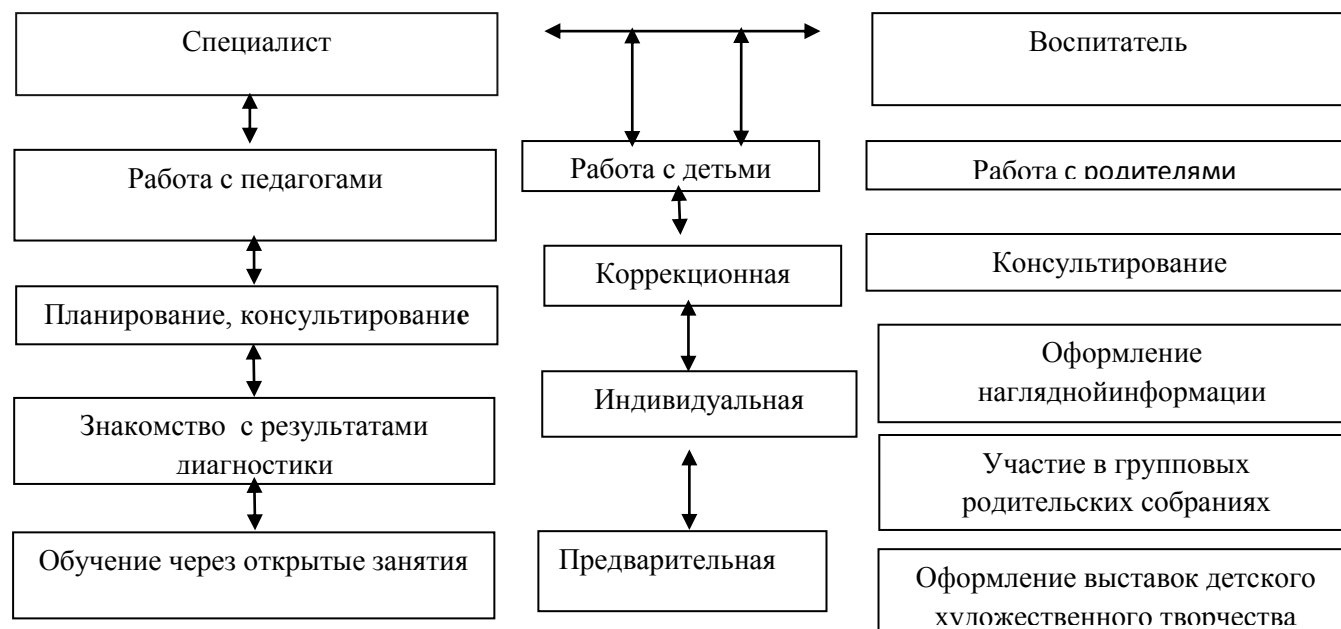 Специалист
Воспитатель
Работа с педагогами
Работа с детьми
Работа с родителями
Коррекционная
Консультирование
Планирование, консультирование
Оформление
нагляднойинформации
Индивидуальная
Знакомство с результатами
диагностики
Участие в групповых
родительских собраниях
Обучение через открытые занятия
Предварительная
Оформление выставок детского
художественного творчества